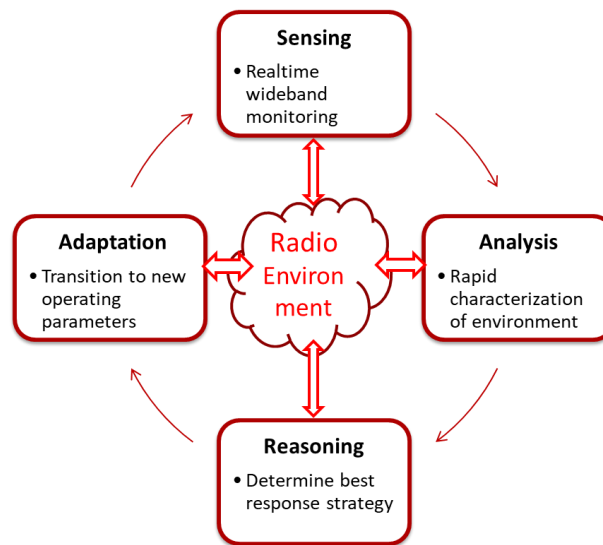 Sensing
• Realtime
wideband
monitoring
Adaptation
• Transition to new
operating
parameters
Radio
Environ
ment
Analysis
• Rapid
characterization
of environment
Reasoning
• Determine best
response strategy